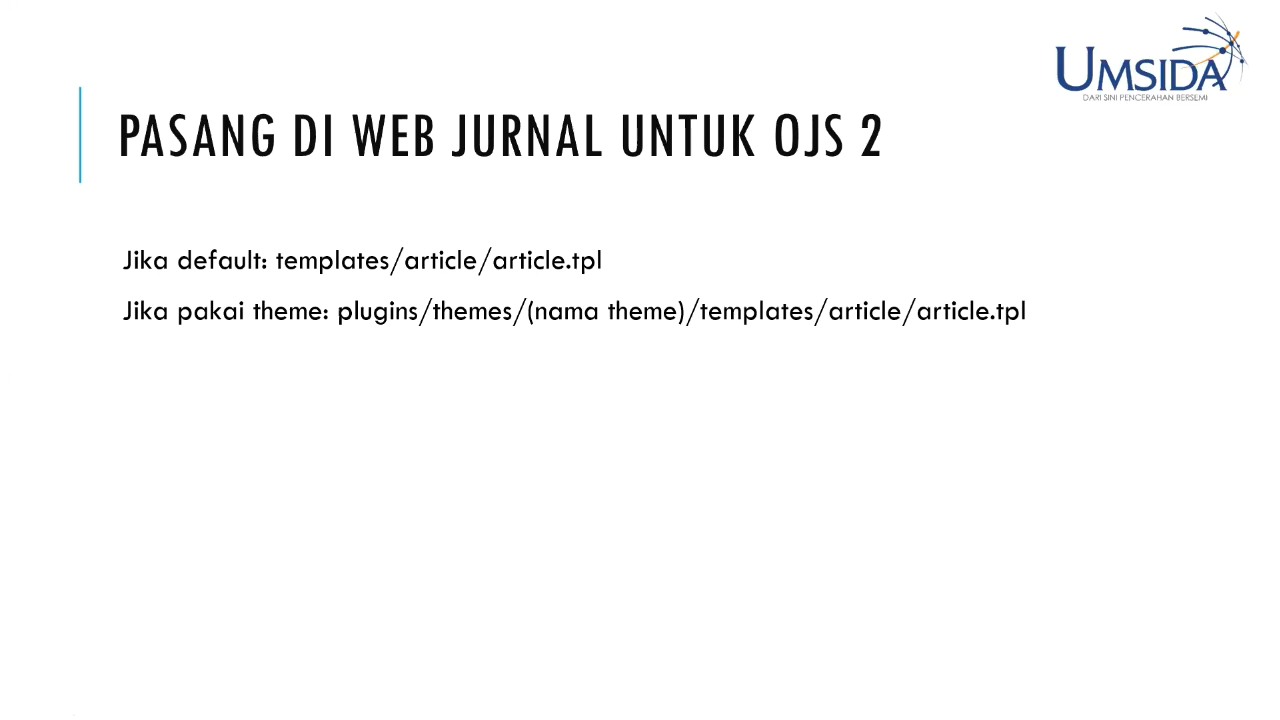 UMSIDA
DARI SINI PENCERAHAN BERSEMI
PASANG DI WEB JURNAL UNTUK OJS 2
Jika default: templates/article/article.tpl
Jika pakai theme: plugins/themes/(nama theme)/templates/article/article.tpl